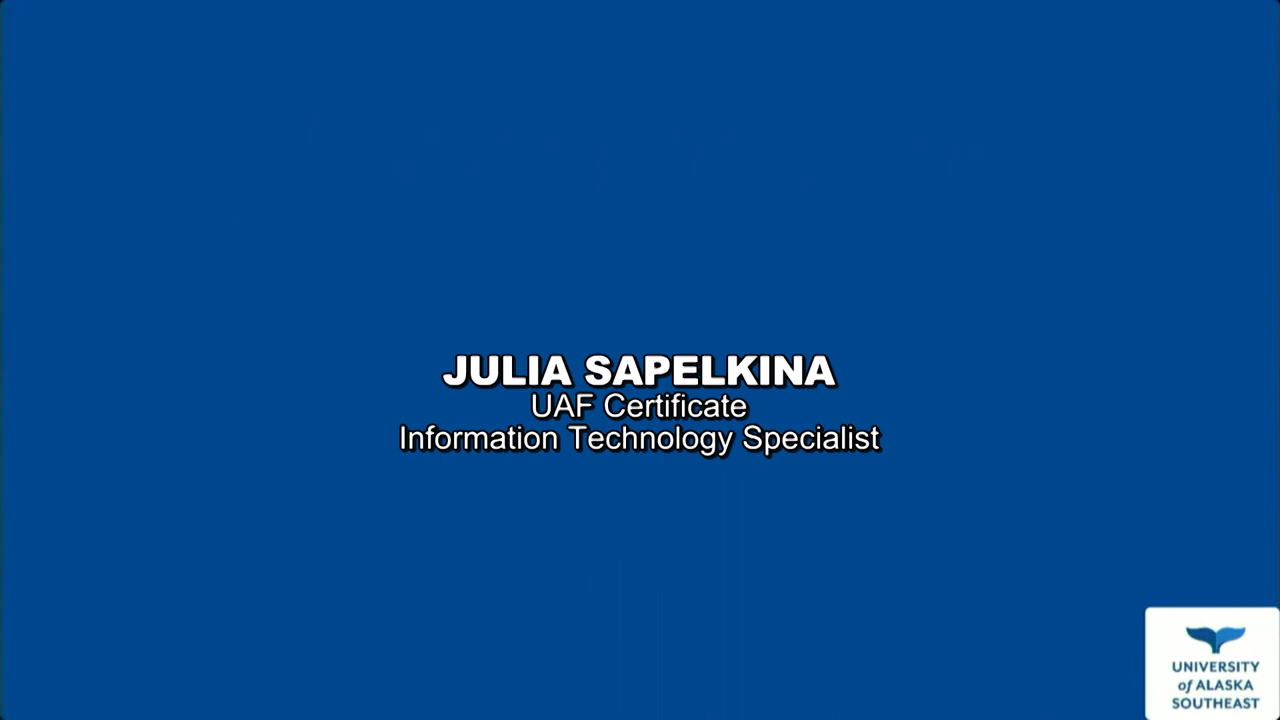 JULIA SAPELKINA
UAF Certificate
Information Technology Specialist
UNIVERSITY
of ALASKA
SOUTHEAST